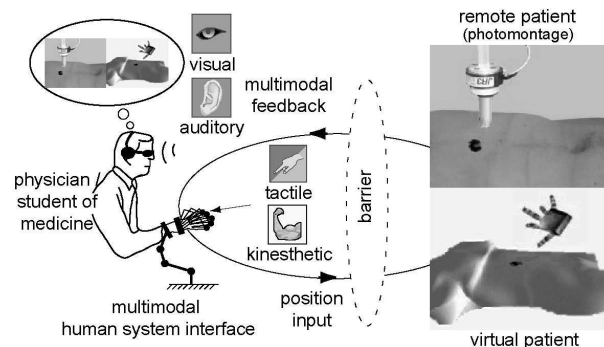 remote patient
(photomontage)
visual
auditory
multimodal
feedback
physician
student of
medicine
tactile
kinesthetic
barrier
position
input
multimodal
human system interface
virtual patient